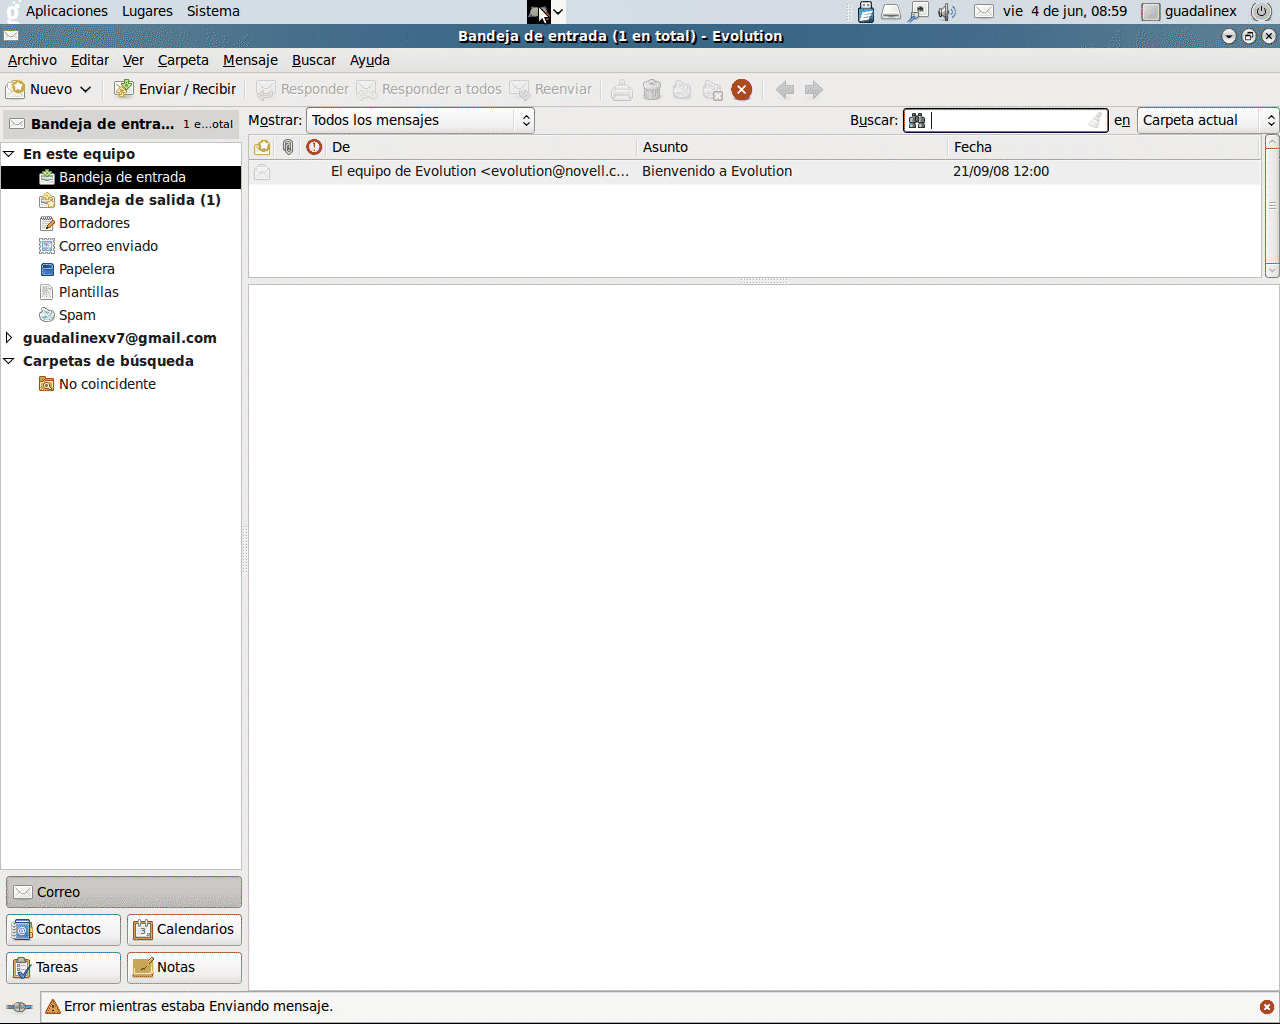 Aplicaciones Lugares Sistema vie 4 de jun, 08:59 guadalinex
Bandeja de entrada (1 en total) - Evolution
Archivo Editar Ver Carpeta Mensaje Buscar Ayuda
Nuevo Enviar / Recibir Responder Responder a todos Reenviar
Bandeja de entra... 1 e...otal Mostrar: Todos los mensajes Buscar: en Carpeta actual
De Asunto Fecha
El equipo de Evolution <evolution@novell.c... Bienvenido a Evolution 21/09/08 12:00
En este equipo
Bandeja de entrada
Bandeja de salida (1)
Borradores
Correo enviado
Papelera
Plantillas
Spam
guadalinexv7@gmail.com
Carpetas de búsqueda
No coincidente
Correo
Contactos Calendarios
Tareas Notas
Error mientras estaba Enviando mensaje.